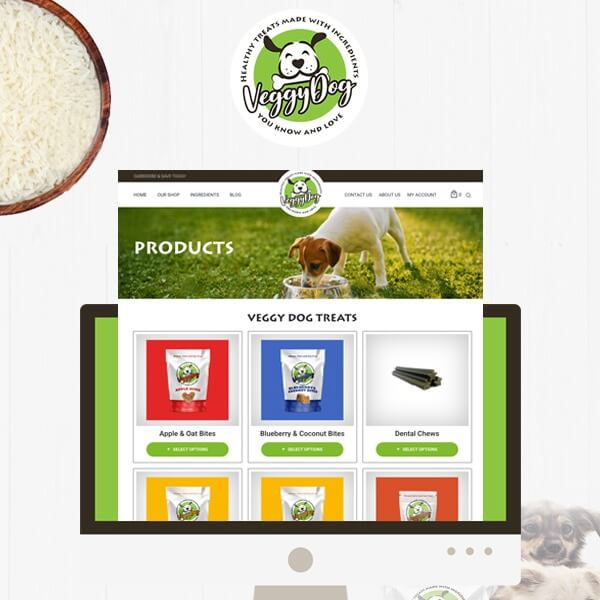 HEALTHY TREATS MADE WITH INGREDIENTS
VeggyDog
YOU KNOW AND LOVE
SUBSCRIBE & SAVE TODAY!
HOME OUR SHOP INGREDIENTS BLOG
VeggyDog
CONTACT US ABOUT US MY ACCOUNT 0
PRODUCTS
VEGGY DOG TREATS
Apple & Oat Bites
Blueberry & Coconut Bites
Dental Chews
+ SELECT OPTIONS
+ SELECT OPTIONS
+ SELECT OPTIONS